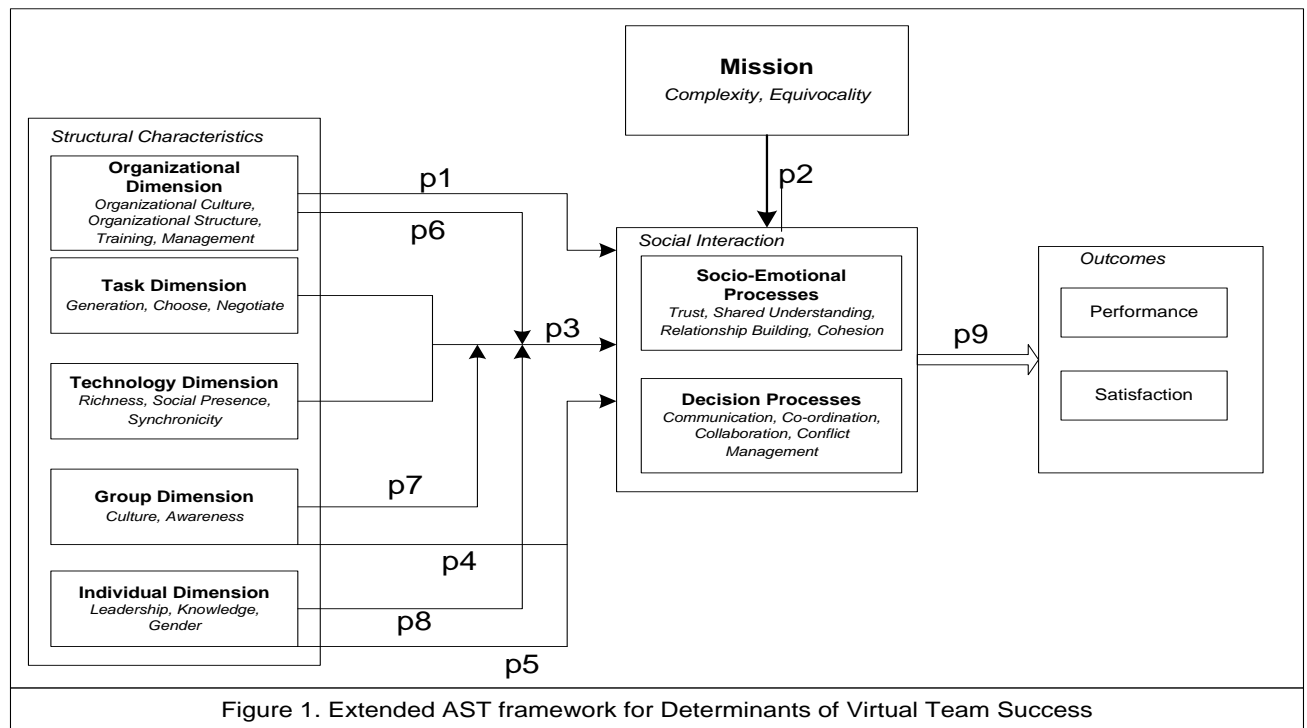 Mission
Complexity, Equivocality
Structural Characteristics
Organizational
Dimension
Organizational Culture,
Organizational Structure,
Training, Management
Task Dimension
Generation, Choose, Negotiate
Technology Dimension
Richness, Social Presence,
Synchronicity
Group Dimension
Culture, Awareness
Individual Dimension
Leadership, Knowledge,
Gender
p1
p6
p3
p7
p4
p8
p5
p2
Social Interaction
Socio-Emotional
Processes
Trust, Shared Understanding,
Relationship Building, Cohesion
Decision Processes
Communication, Co-ordination,
Collaboration, Conflict
Management
p9
Outcomes
Performance
Satisfaction
Figure 1. Extended AST framework for Determinants of Virtual Team Success